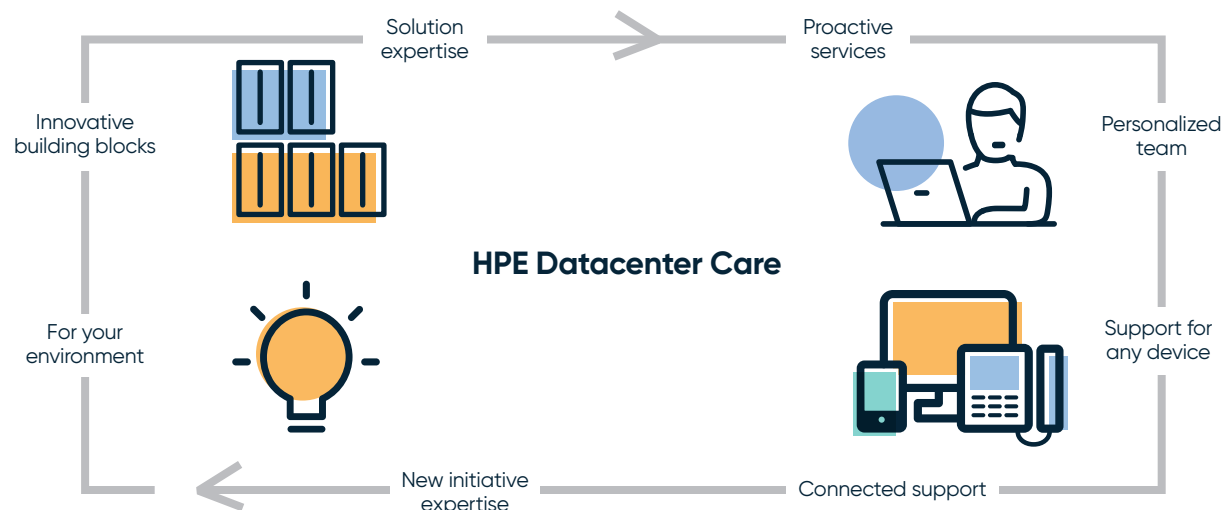 Solution
expertise
Proactive
services
Innovative
building blocks
Personalized
team
HPE Datacenter Care
For your
environment
Support for
any device
New initiative
expertise
Connected support